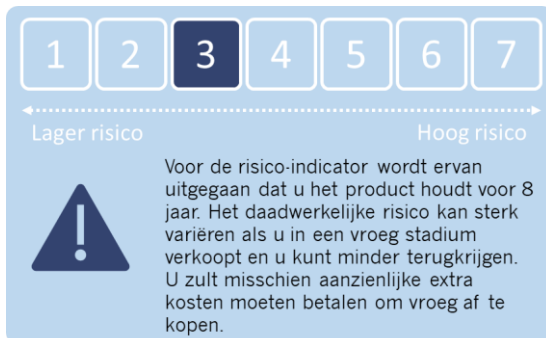 1 2 3 4 5 6 7
Lager risico Hoog risico
Voor de risico-indicator wordt ervan
uitgegaan dat u het product houdt voor 8
jaar. Het daadwerkelijke risico kan sterk
variëren als u in een vroeg stadium
verkoopt en u kunt minder terugkrijgen.
U zult misschien aanzienlijke extra
kosten moeten betalen om vroeg af te
kopen.